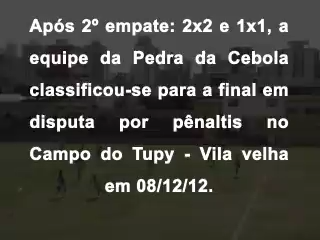 Após 2º empate: 2x2 e 1x1, a
equipe da Pedra da Cebola
classificou-se para a final em
disputa por pênaltis no
Campo do Tupy - Vila velha
em 08/12/12.